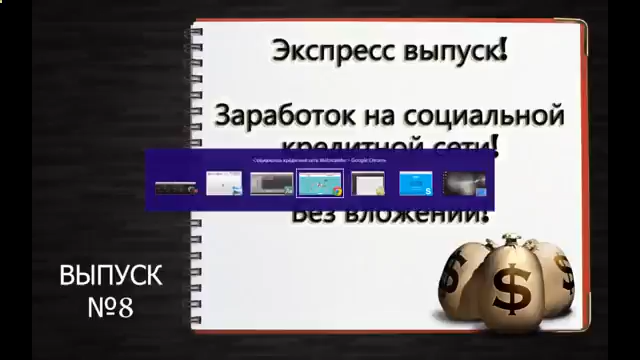 Экспресс выпуск!
Заработок на социальной
кредитной сети!
Без вложений!
ВЫПУСК
№8
$
$
$